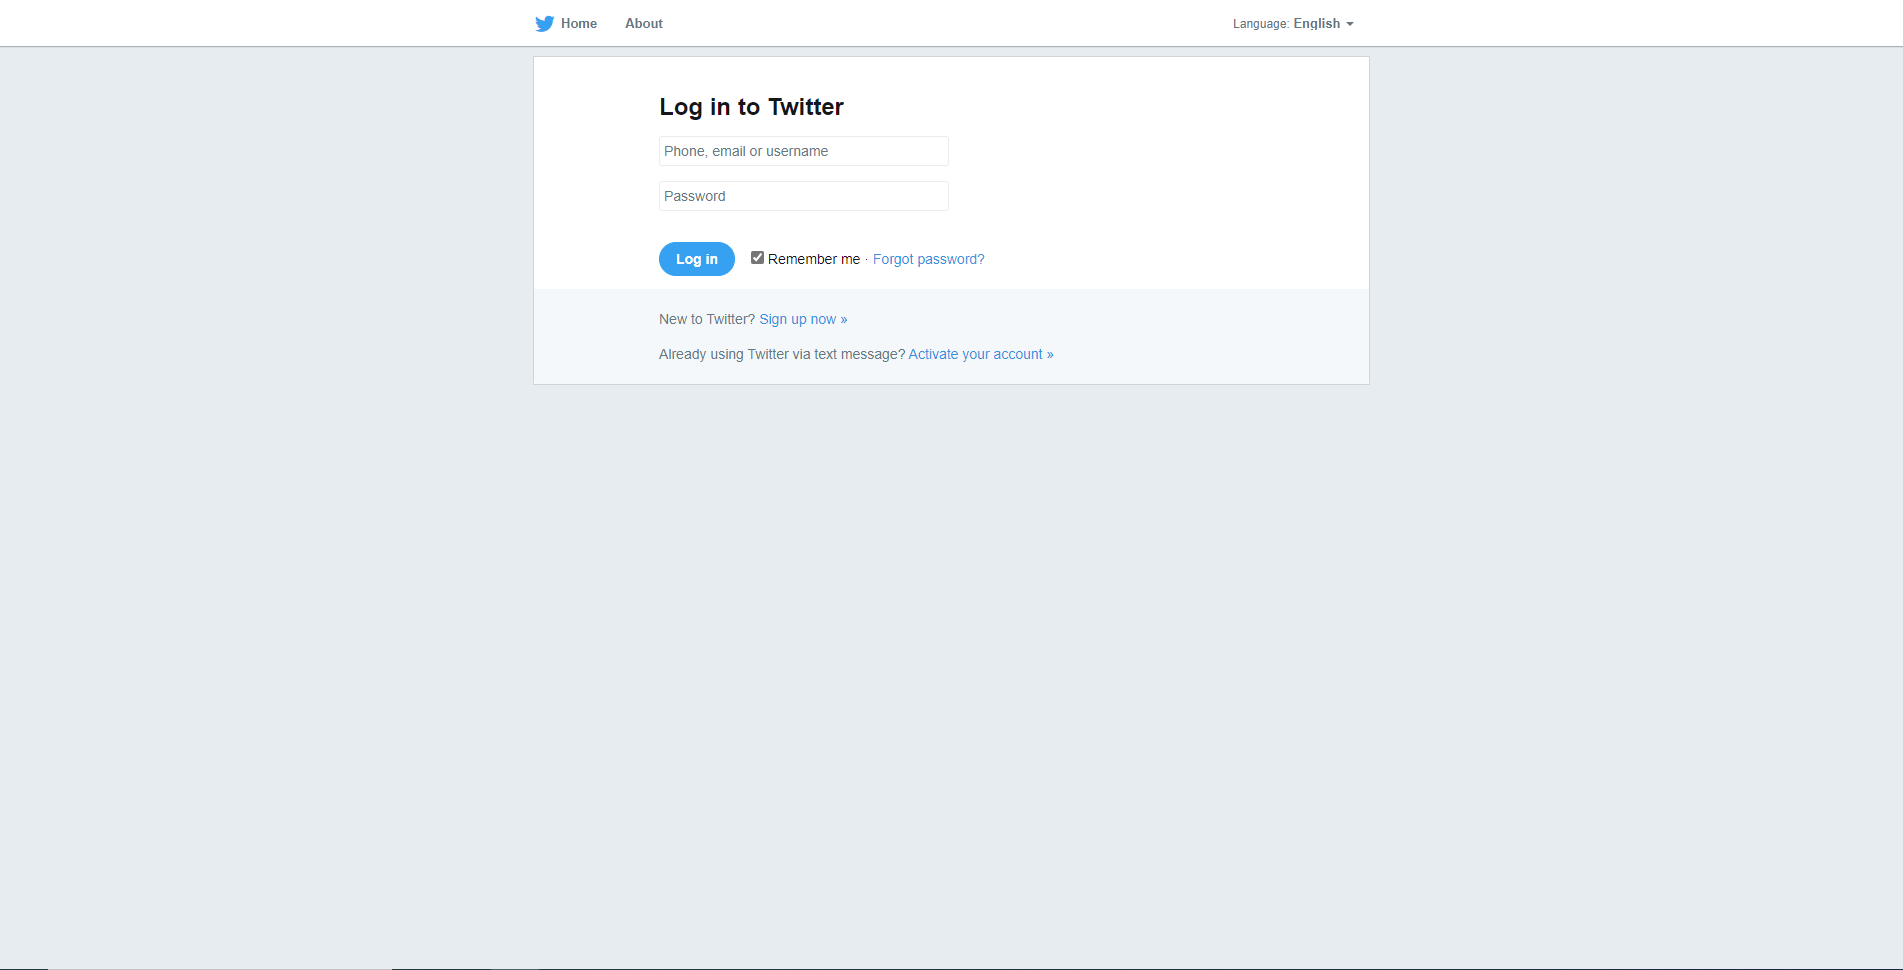 Home About Language: English
Log in to Twitter
Phone, email or username
Password
Log in Remember me · Forgot password?
New to Twitter? Sign up now »
Already using Twitter via text message? Activate your account »